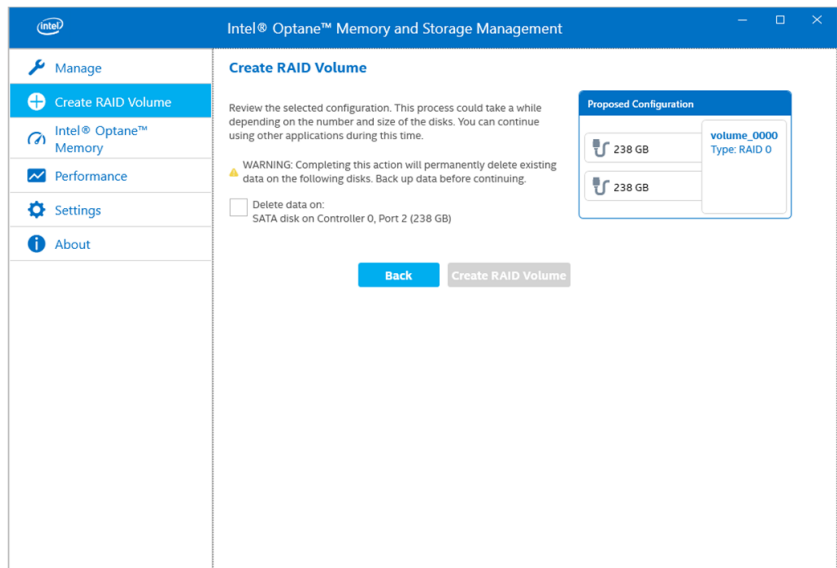 intel
Intel® Optane™ Memory and Storage Management
Manage
Create RAID Volume
Intel® Optane™
Memory
Performance
Settings
About
Create RAID Volume
Review the selected configuration. This process could take a while
depending on the number and size of the disks. You can continue
using other applications during this time.
WARNING: Completing this action will permanently delete existing
data on the following disks. Back up data before continuing.
Delete data on:
SATA disk on Controller 0, Port 2 (238 GB)
Back
Create RAID Volume
Proposed Configuration
238 GB
238 GB
volume_0000
Type: RAID 0